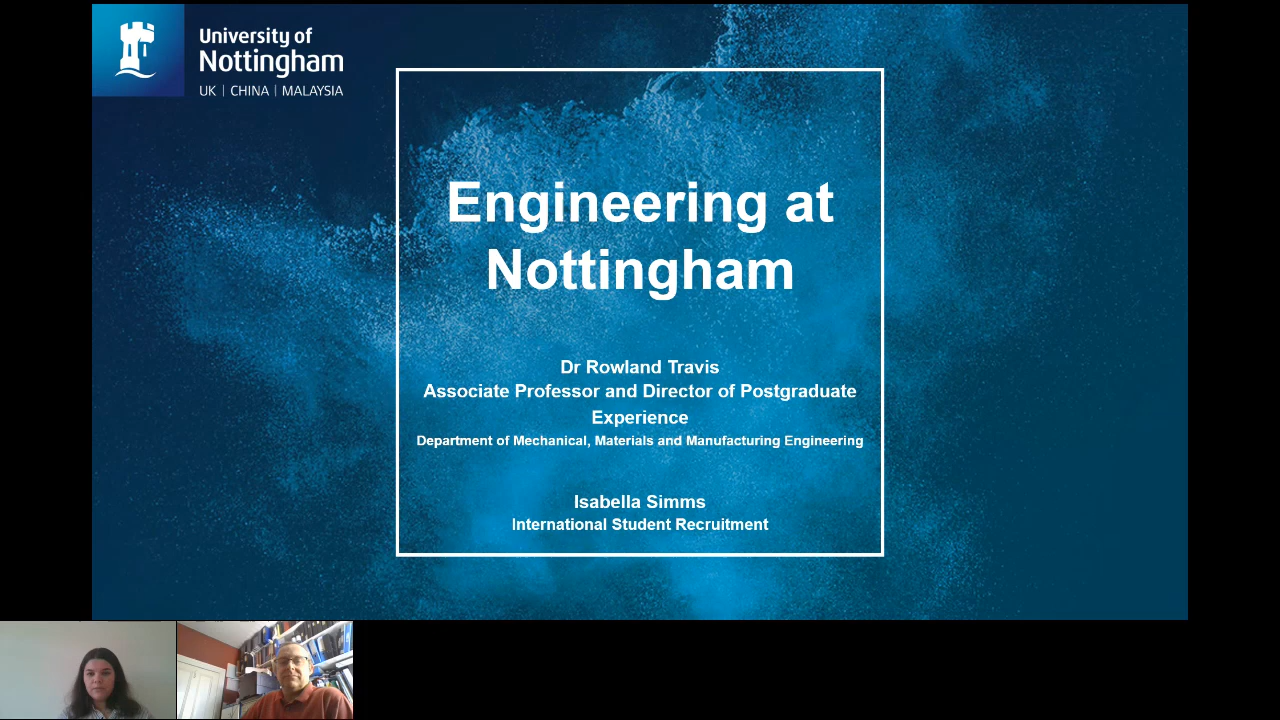 University of
Nottingham
UK | CHINA | MALAYSIA
Engineering at
Nottingham
Dr Rowland Travis
Associate Professor and Director of Postgraduate
Experience
Department of Mechanical, Materials and Manufacturing Engineering
Isabella Simms
International Student Recruitment